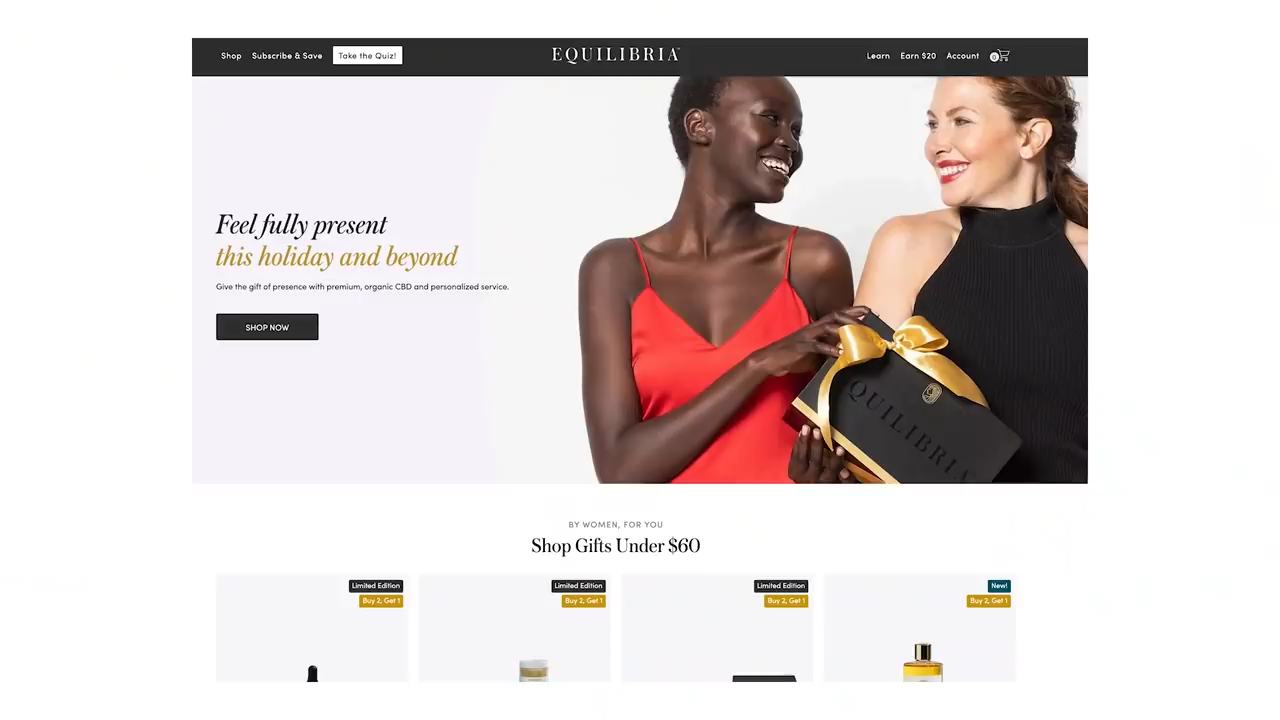 Shop Subscribe & Save Take the Quiz! EQUILIBRIA Learn Earn $20 Account 0
Feel fully present
this holiday and beyond
Give the gift of presence with premium, organic CBD and personalized service.
SHOP NOW
QUILIBRIA
BY WOMEN, FOR YOU
Shop Gifts Under $60
Limited Edition Limited Edition Limited Edition New!
Buy 2, Get 1 Buy 2, Get 1 Buy 2, Get 1 Buy 2, Get 1